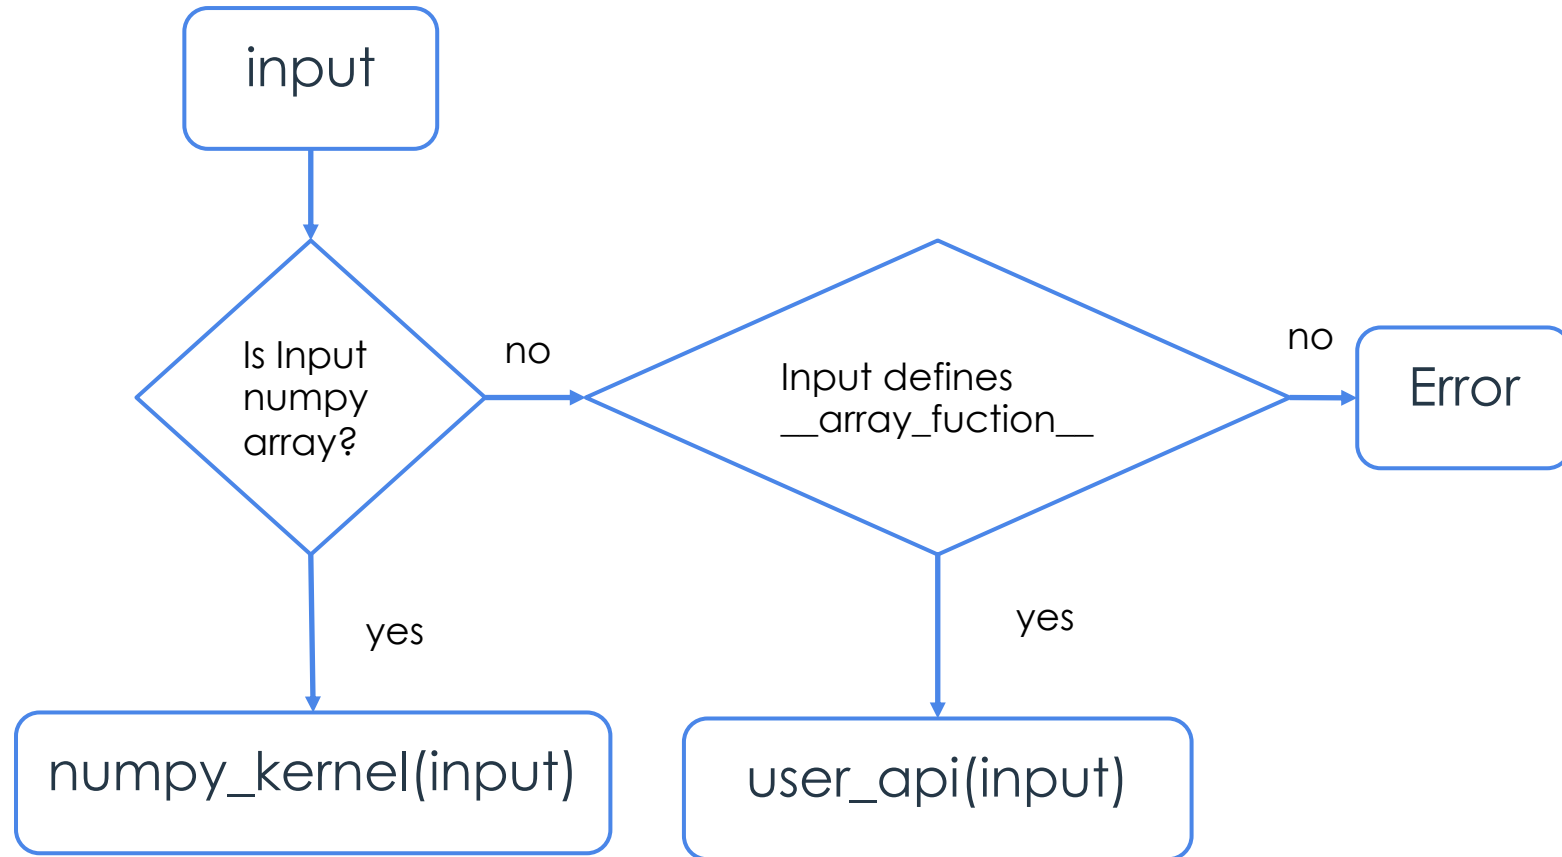 input
Is Input
numpy
array?
no
Input defines
__array_fuction__
no
Error
yes
yes
numpy_kernel(input)
user_api(input)